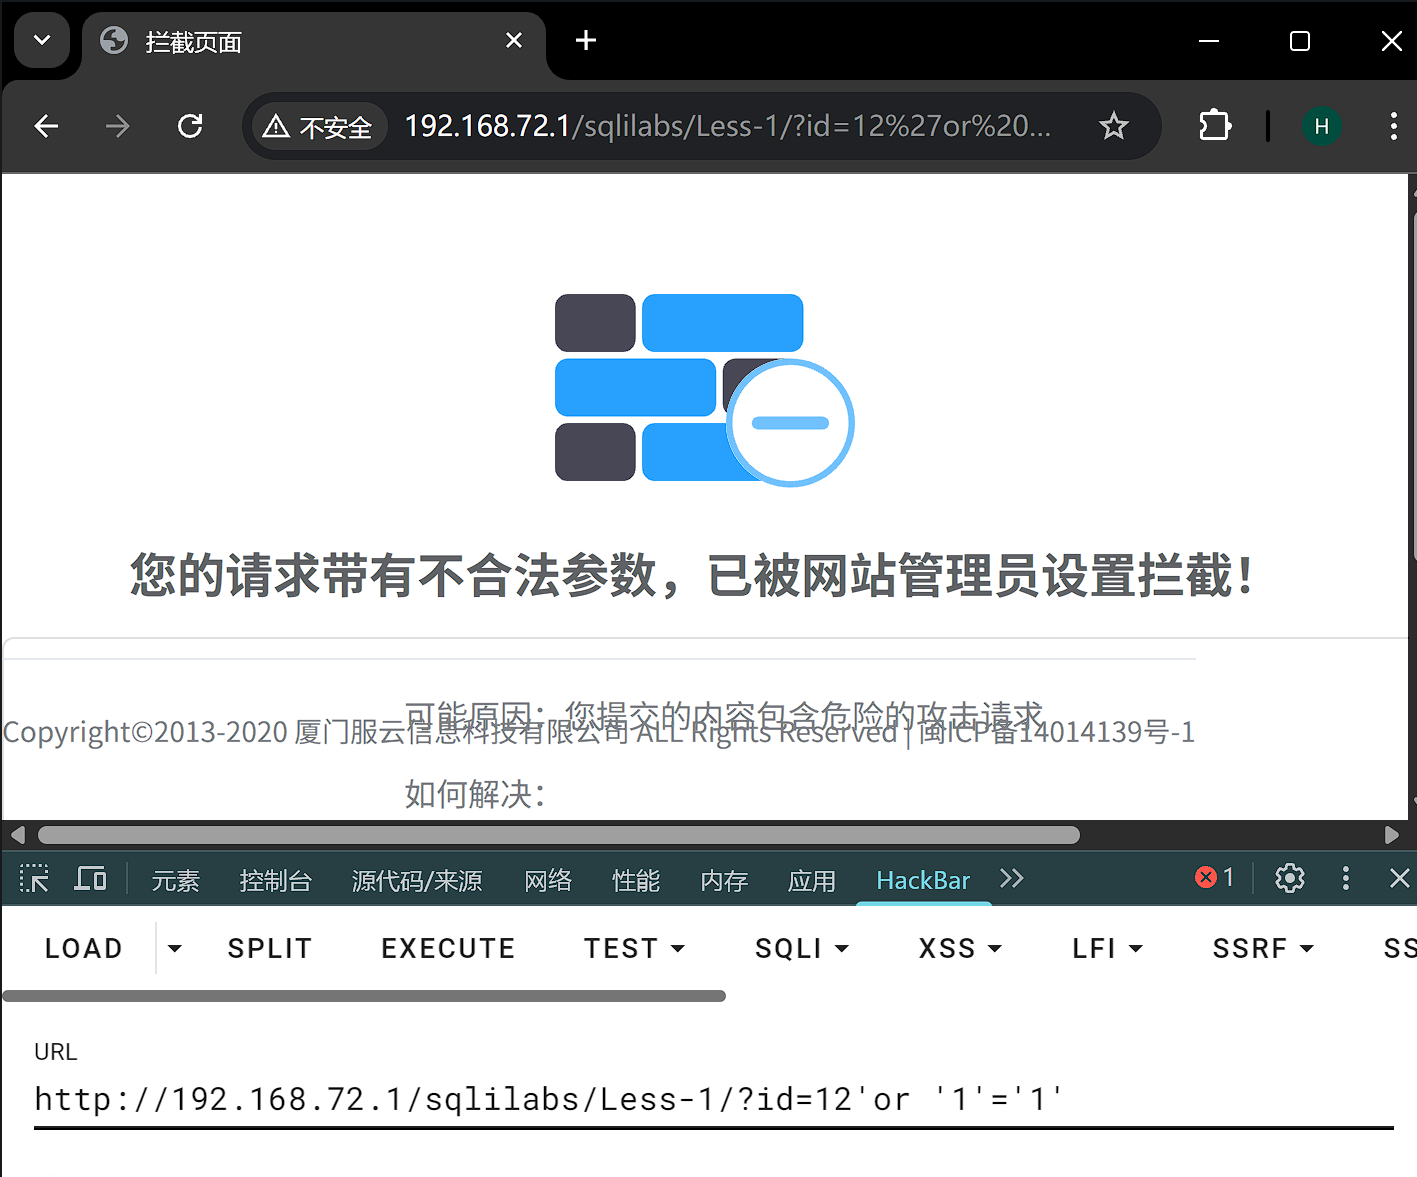 拦截页面
不安全 192.168.72.1/sqlilabs/Less-1/?id=12%27or%20...
H
您的请求带有不合法参数，已被网站管理员设置拦截！
可能原因：您提交的内容包含危险的攻击请求
Copyright©2013-2020 厦门服云信息科技有限公司 ALL Rights Reserved | 闽ICP备14014139号-1
如何解决：
元素 控制台 源代码/来源 网络 性能 内存 应用 HackBar 1
LOAD SPLIT EXECUTE TEST SQLI XSS LFI SSRF SS
URL
http://192.168.72.1/sqlilabs/Less-1/?id=12'or '1'='1'